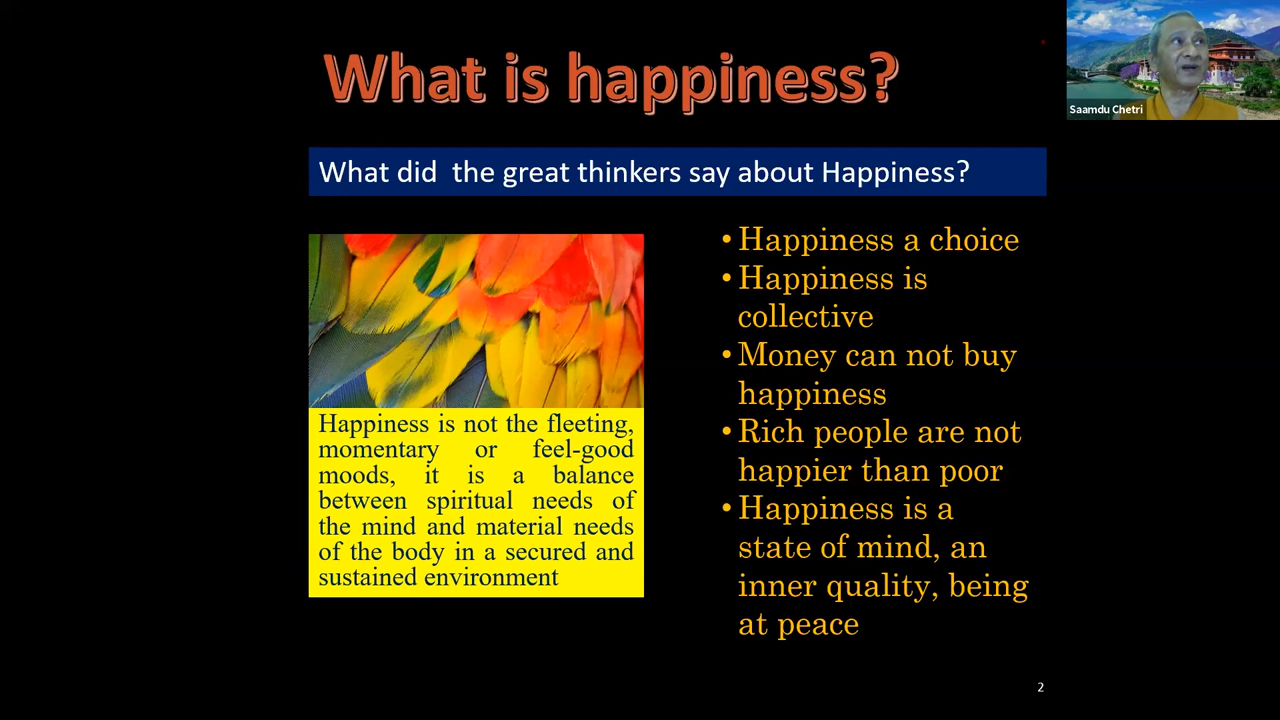 What is happiness?
Saamdu Chetri
What did the great thinkers say about Happiness?
Happiness is not the fleeting,
momentary or feel-good
moods, it is a balance
between spiritual needs of
the mind and material needs
of the body in a secured and
sustained environment
• Happiness a choice
• Happiness is
collective
• Money can not buy
happiness
• Rich people are not
happier than poor
• Happiness is a
state of mind, an
inner quality, being
at peace
2